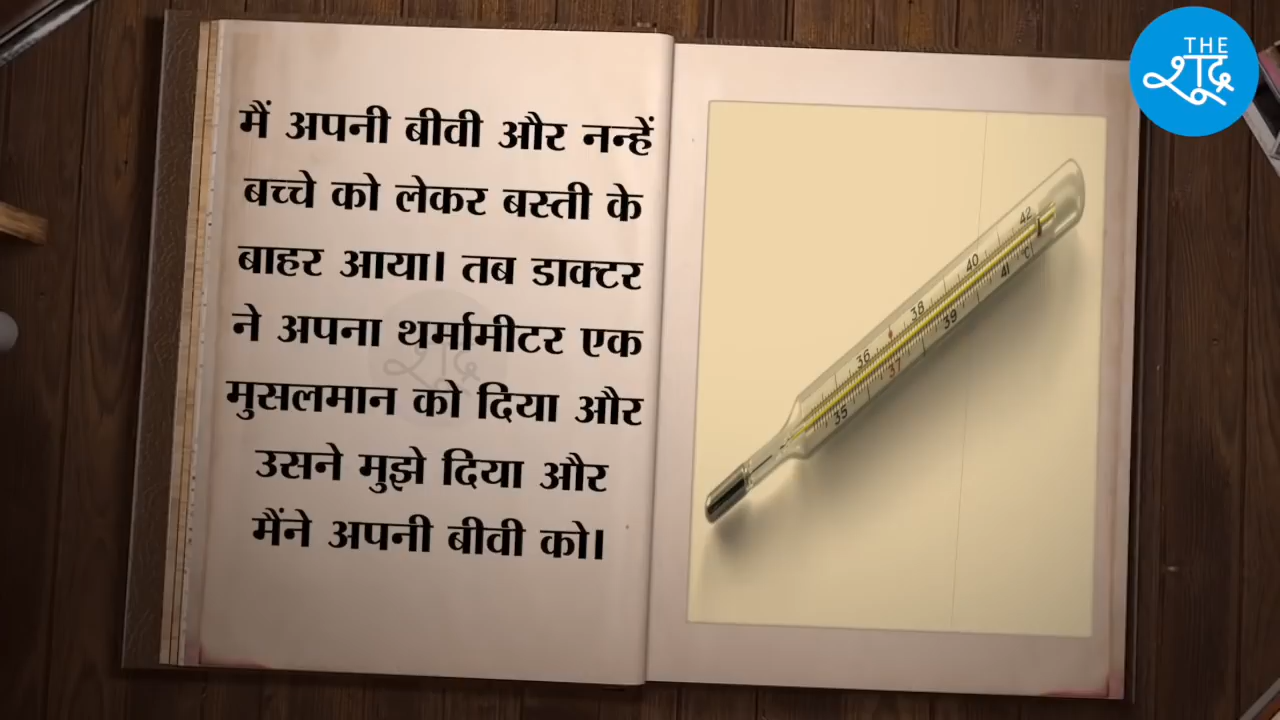 मैं अपनी बीवी और नन्हें
बच्चे को लेकर बस्ती के
बाहर आया। तब डाक्टर
ने अपना थर्मामीटर एक
मुसलमान को दिया और
उसने मुझे दिया और
मैंने अपनी बीवी को।
42
40
41
°C
38
39
36
37
35
THE
शूद्र
शूद्र